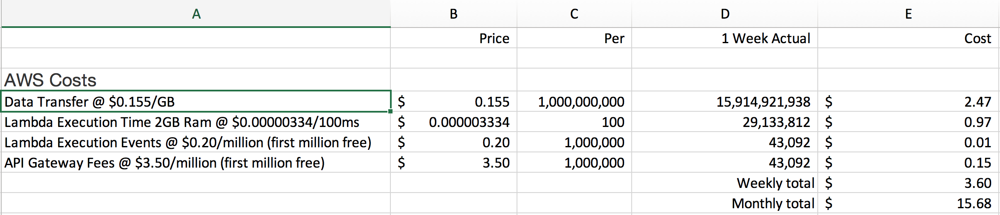 A B C D E
Price Per 1 Week Actual Cost
AWS Costs
Data Transfer @ $0.155/GB $ 0.155 1,000,000,000 15,914,921,938 $ 2.47
Lambda Execution Time 2GB Ram @ $0.00000334/100ms $ 0.000003334 100 29,133,812 $ 0.97
Lambda Execution Events @ $0.20/million (first million free) $ 0.20 1,000,000 43,092 $ 0.01
API Gateway Fees @ $3.50/million (first million free) $ 3.50 1,000,000 43,092 $ 0.15
Weekly total $ 3.60
Monthly total $ 15.68